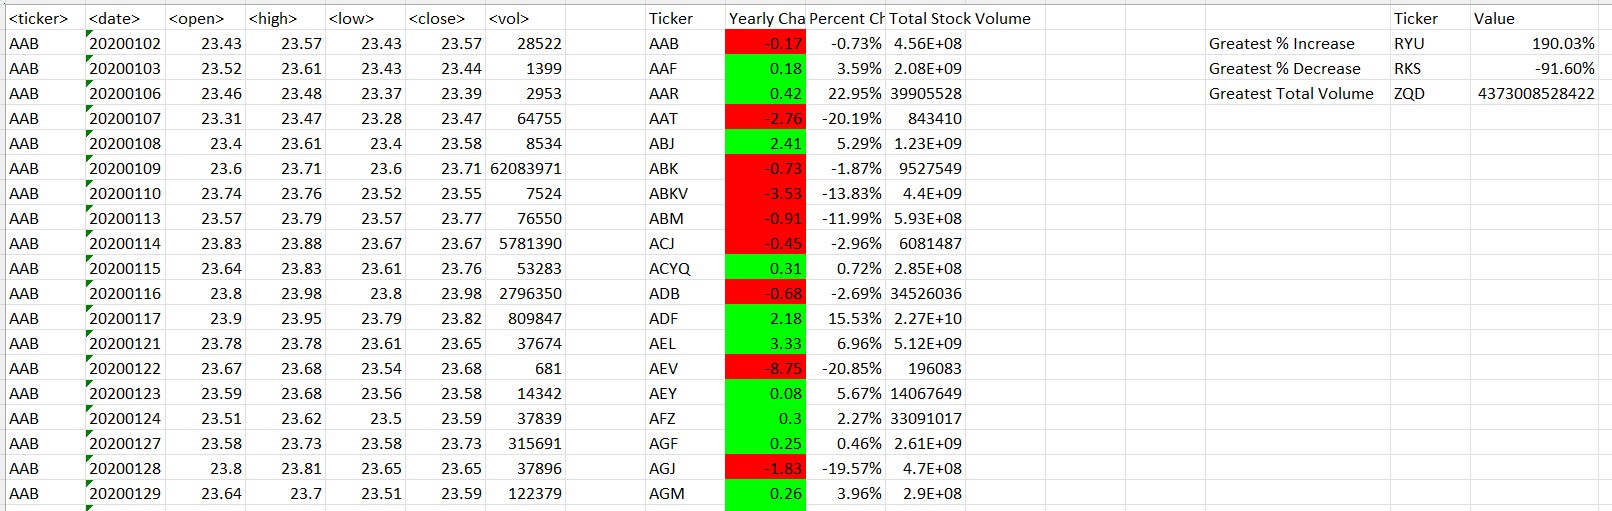 <ticker> <date> <open> <high> <low> <close> <vol> Ticker Yearly Cha Percent Ch Total Stock Volume Ticker Value
AAB 20200102 23.43 23.57 23.43 23.57 28522 AAB -0.17 -0.73% 4.56E+08 Greatest % Increase RYU 190.03%
AAB 20200103 23.52 23.61 23.43 23.44 1399 AAF 0.18 3.59% 2.08E+09 Greatest % Decrease RKS -91.60%
AAB 20200106 23.46 23.48 23.37 23.39 2953 AAR 0.42 22.95% 39905528 Greatest Total Volume ZQD 4373008528422
AAB 20200107 23.31 23.47 23.28 23.47 64755 AAT -2.76 -20.19% 843410
AAB 20200108 23.4 23.61 23.4 23.58 8534 ABJ 2.41 5.29% 1.23E+09
AAB 20200109 23.6 23.71 23.6 23.71 62083971 ABK -0.73 -1.87% 9527549
AAB 20200110 23.74 23.76 23.52 23.55 7524 ABKV -3.53 -13.83% 4.4E+09
AAB 20200113 23.57 23.79 23.57 23.77 76550 ABM -0.91 -11.99% 5.93E+08
AAB 20200114 23.83 23.88 23.67 23.67 5781390 ACJ -0.45 -2.96% 6081487
AAB 20200115 23.64 23.83 23.61 23.76 53283 ACYQ 0.31 0.72% 2.85E+08
AAB 20200116 23.8 23.98 23.8 23.98 2796350 ADB -0.68 -2.69% 34526036
AAB 20200117 23.9 23.95 23.79 23.82 809847 ADF 2.18 15.53% 2.27E+10
AAB 20200121 23.78 23.78 23.61 23.65 37674 AEL 3.33 6.96% 5.12E+09
AAB 20200122 23.67 23.68 23.54 23.68 681 AEV -8.75 -20.85% 196083
AAB 20200123 23.59 23.68 23.56 23.58 14342 AEY 0.08 5.67% 14067649
AAB 20200124 23.51 23.62 23.5 23.59 37839 AFZ 0.3 2.27% 33091017
AAB 20200127 23.58 23.73 23.58 23.73 315691 AGF 0.25 0.46% 2.61E+09
AAB 20200128 23.8 23.81 23.65 23.65 37896 AGJ -1.83 -19.57% 4.7E+08
AAB 20200129 23.64 23.7 23.51 23.59 122379 AGM 0.26 3.96% 2.9E+08